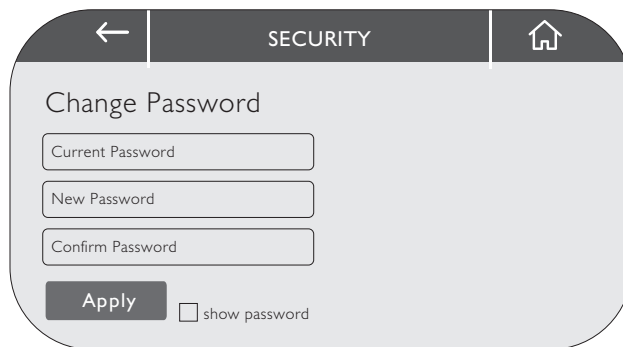 SECURITY
Change Password
Current Password
New Password
Confirm Password
Apply
show password